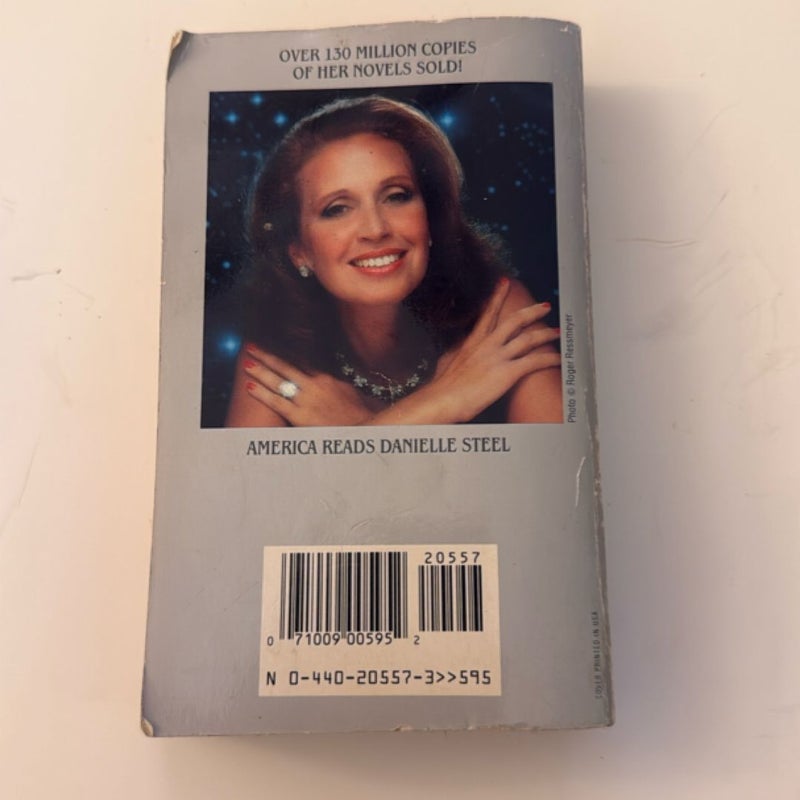 OVER 130 MILLION COPIES
OF HER NOVELS SOLD!
Photo © Roger Ressmeyer
AMERICA READS DANIELLE STEEL
20557
0 71009 00595 2
N 0-440-20557-3>>595
COVER PRINTED IN USA